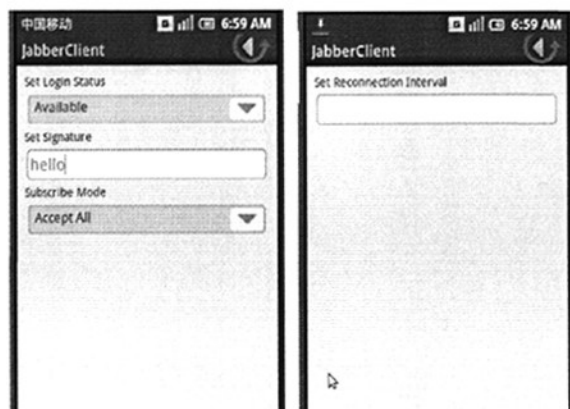 中国移动 6:59 AM
JabberClient
Set Login Status
Available
Set Signature
hello
Subscribe Mode
Accept All
6:59 AM
JabberClient
Set Reconnection Interval